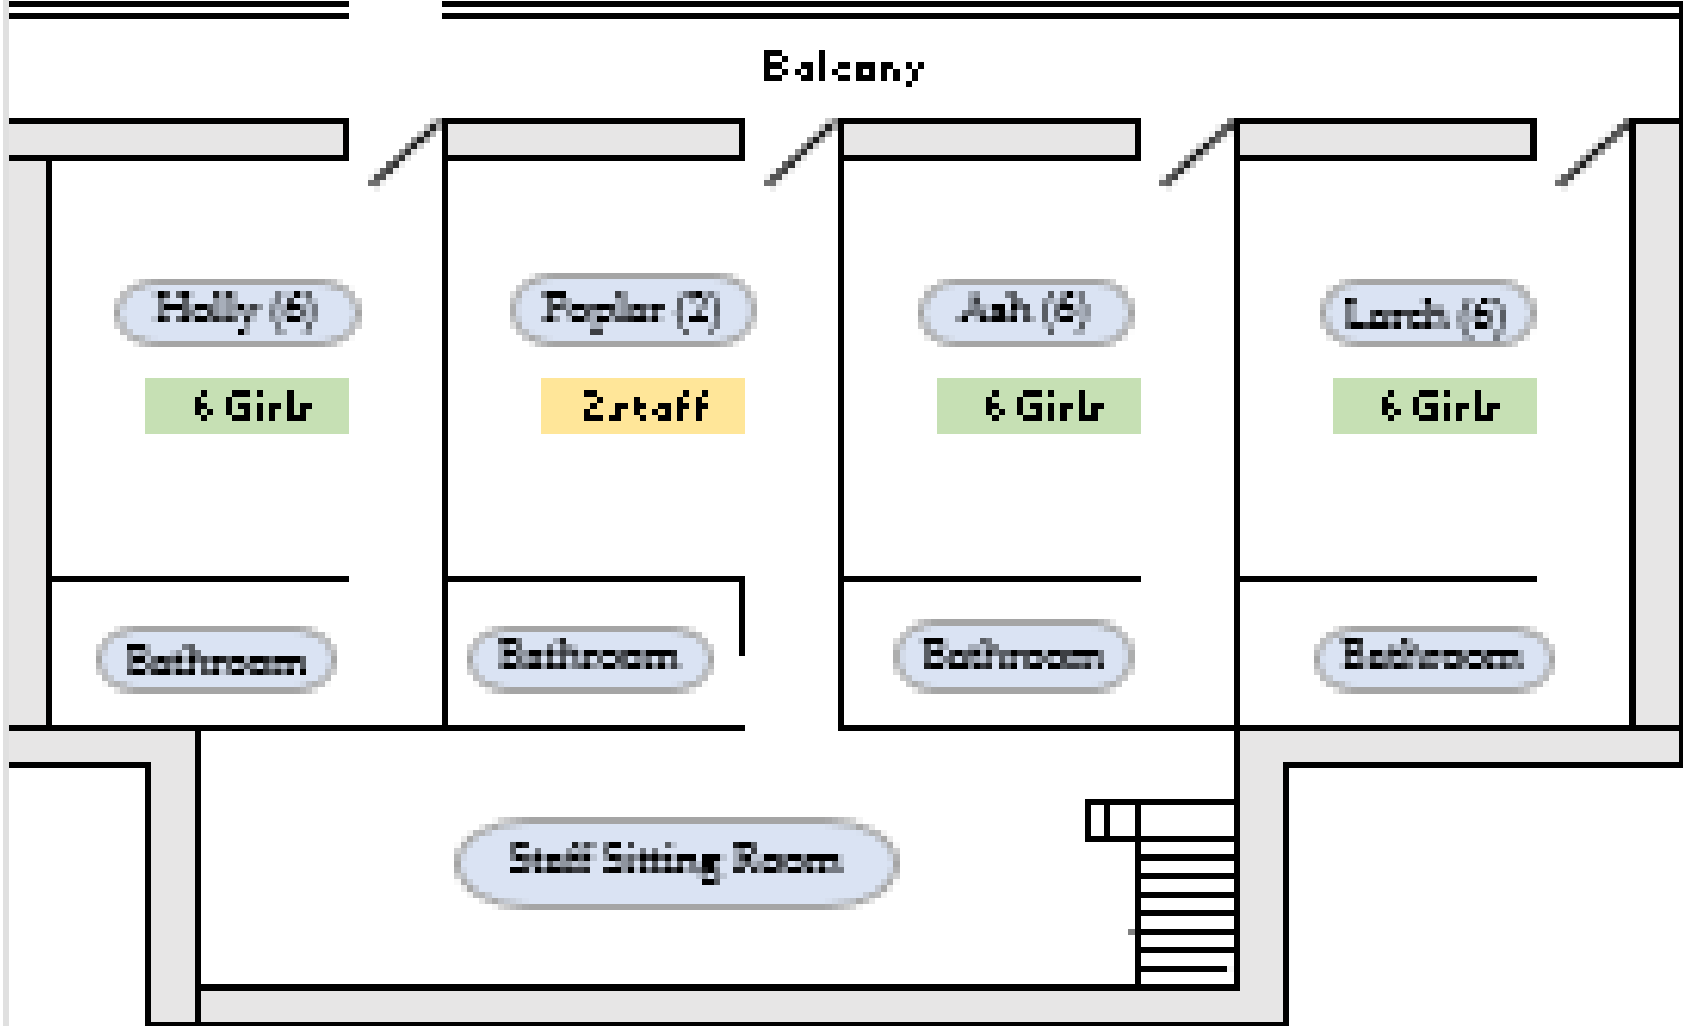 Balcony
Holly (6)
Poplar (2)
Ash (6)
Larch (6)
6 Girls
2 staff
6 Girls
6 Girls
Bathroom
Bathroom
Bathroom
Bathroom
Staff Sitting Room